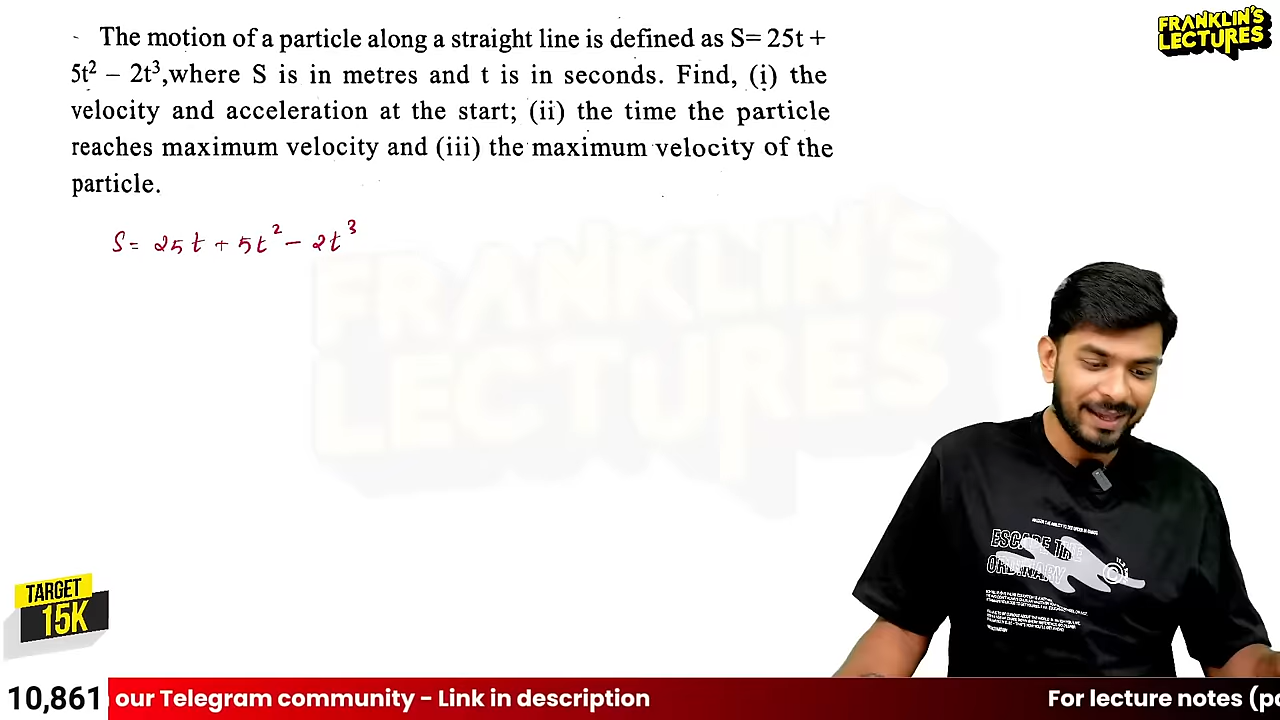 The motion of a particle along a straight line is defined as S= 25t +
5t² – 2t³,where S is in metres and t is in seconds. Find, (i) the
velocity and acceleration at the start; (ii) the time the particle
reaches maximum velocity and (iii) the maximum velocity of the
particle.
S= 25t + 5t² – 2t³
FRANKLIN'S
LECTURES
FRANKLIN'S
LECTURES
ESCAPE THE
ORDINARY
TARGET
15K
10,861
our Telegram community – Link in description
For lecture notes (p